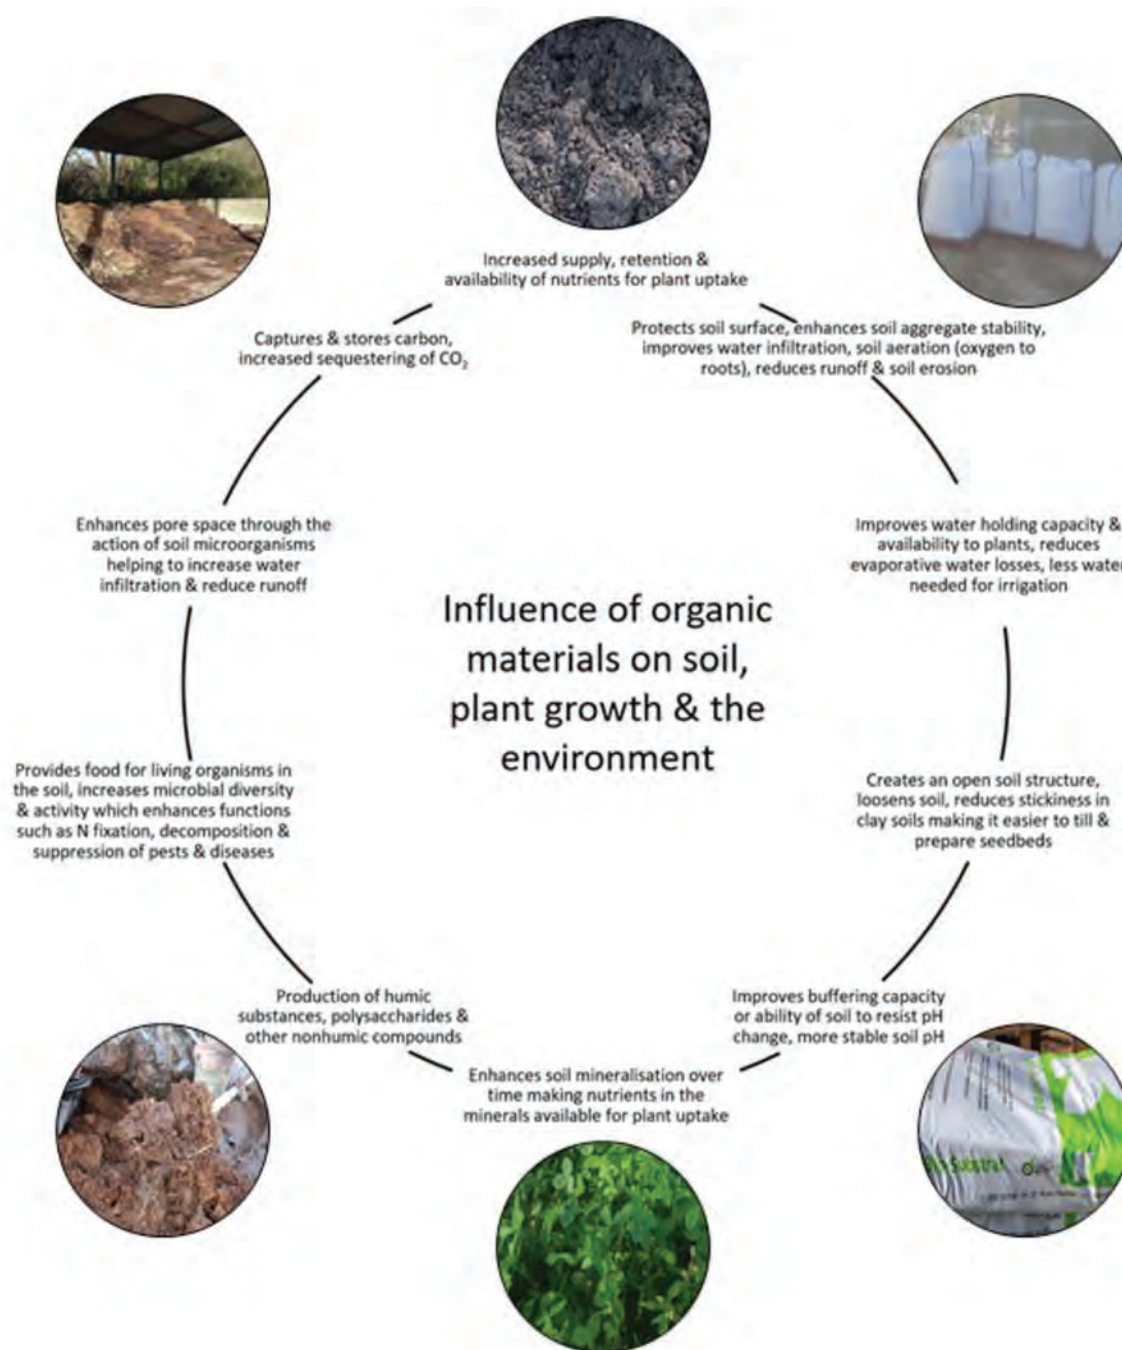 Increased supply, retention &
availability of nutrients for plant uptake
Protects soil surface, enhances soil aggregate stability,
improves water infiltration, soil aeration (oxygen to
roots), reduces runoff & soil erosion
Improves water holding capacity &
availability to plants, reduces
evaporative water losses, less water
needed for irrigation
Creates an open soil structure,
loosens soil, reduces stickiness in
clay soils making it easier to till &
prepare seedbeds
Improves buffering capacity
or ability of soil to resist pH
change, more stable soil pH
Enhances soil mineralisation over
time making nutrients in the
minerals available for plant uptake
Production of humic
substances, polysaccharides &
other nonhumic compounds
Provides food for living organisms in
the soil, increases microbial diversity
& activity which enhances functions
such as N fixation, decomposition &
suppression of pests & diseases
Enhances pore space through the
action of soil microorganisms
helping to increase water
infiltration & reduce runoff
Captures & stores carbon,
increased sequestering of CO₂
Influence of organic
materials on soil,
plant growth & the
environment